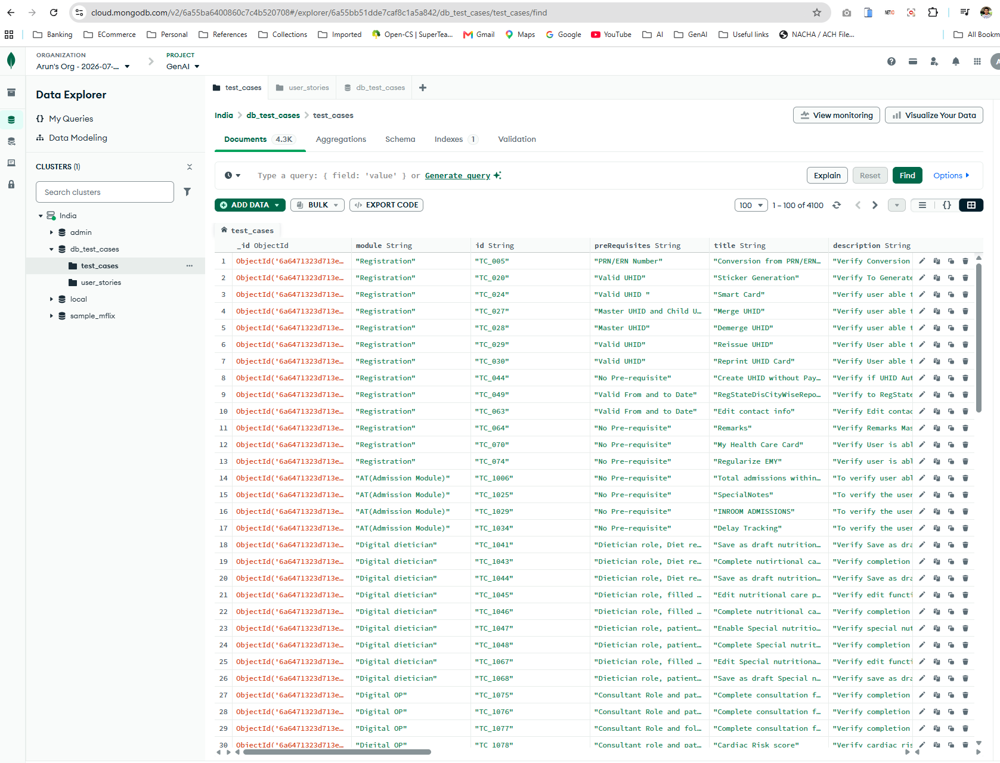 cloud.mongodb.com/v2/6a55ba6400860c7c4b520708#/explorer/6a55bb51dde7caf8c1a5a842/db_test_cases/test_cases/find
Banking ECommerce Personal References Collections Imported Open-CS | SuperTea... Gmail Maps Google YouTube AI GenAI Useful links NACHA / ACH File... All Bookm
ORGANIZATION PROJECT
Arun's Org - 2026-07-... GenAI
Data Explorer
My Queries
Data Modeling
CLUSTERS (1)
Search clusters
India
admin
db_test_cases
test_cases
user_stories
local
sample_mflix
test_cases user_stories db_test_cases
India > db_test_cases > test_cases View monitoring Visualize Your Data
Documents 4.3K Aggregations Schema Indexes 1 Validation
Type a query: { field: 'value' } or Generate query Explain Reset Find Options
ADD DATA BULK EXPORT CODE 100 1 – 100 of 4100
test_cases
_id ObjectId module String id String preRequisites String title String description String
1 ObjectId('6a6471323d713e… "Registration" "TC_005" "PRN/ERN Number" "Conversion from PRN/ERN… "Verify Conversion
2 ObjectId('6a6471323d713e… "Registration" "TC_020" "Valid UHID" "Sticker Generation" "Verify To Generate
3 ObjectId('6a6471323d713e… "Registration" "TC_024" "Valid UHID " "Smart Card" "Verify user able t
4 ObjectId('6a6471323d713e… "Registration" "TC_027" "Master UHID and Child U… "Merge UHID" "Verify user able t
5 ObjectId('6a6471323d713e… "Registration" "TC_028" "Master UHID" "Demerge UHID" "Verify user able t
6 ObjectId('6a6471323d713e… "Registration" "TC_029" "Valid UHID" "Reissue UHID" "Verify User able t
7 ObjectId('6a6471323d713e… "Registration" "TC_030" "Valid UHID" "Reprint UHID Card" "Verify User able t
8 ObjectId('6a6471323d713e… "Registration" "TC_044" "No Pre-requisite" "Create UHID without Pay… "Verify if UHID Aut
9 ObjectId('6a6471323d713e… "Registration" "TC_049" "Valid From and to Date" "RegStateDisCityWiseRepo… "Verify to RegState
10 ObjectId('6a6471323d713e… "Registration" "TC_063" "Valid From and to Date" "Edit contact info" "Verify Edit contac
11 ObjectId('6a6471323d713e… "Registration" "TC_064" "No Pre-requisite" "Remarks" "Verify Remarks Mas
12 ObjectId('6a6471323d713e… "Registration" "TC_070" "No Pre-requisite" "My Health Care Card" "Verify User is abl
13 ObjectId('6a6471323d713e… "Registration" "TC_074" "No Pre-requisite" "Regularize EMY" "Verify user is abl
14 ObjectId('6a6471323d713e… "AT(Admission Module)" "TC_1006" "No Pre-requisite" "Total admissions within… "To verify user abl
15 ObjectId('6a6471323d713e… "AT(Admission Module)" "TC_1025" "No Pre-requisite" "SpecialNotes" "To verify the user
16 ObjectId('6a6471323d713e… "AT(Admission Module)" "TC_1029" "No Pre-requisite" "INROOM ADMISSIONS" "To verify the user
17 ObjectId('6a6471323d713e… "AT(Admission Module)" "TC_1034" "No Pre-requisite" "Delay Tracking" "To verify the user
18 ObjectId('6a6471323d713e… "Digital dietician" "TC_1041" "Dietician role, Diet re… "Save as draft nutrition… "Verify Save as dra
19 ObjectId('6a6471323d713e… "Digital dietician" "TC_1043" "Dietician role, Diet re… "Complete nutirtional ca… "Verify completion
20 ObjectId('6a6471323d713e… "Digital dietician" "TC_1044" "Dietician role, Diet re… "Save as draft nutrition… "Verify Save as dra
21 ObjectId('6a6471323d713e… "Digital dietician" "TC_1045" "Dietician role, filled … "Edit nutritional care p… "Verify edit functi
22 ObjectId('6a6471323d713e… "Digital dietician" "TC_1046" "Dietician role, filled … "Complete nutritional ca… "Verify completion
23 ObjectId('6a6471323d713e… "Digital dietician" "TC_1047" "Dietician role, patient… "Enable Special nutritio… "Verify special nut
24 ObjectId('6a6471323d713e… "Digital dietician" "TC_1048" "Dietician role, patient… "Complete Special nutrit… "Verify completion
25 ObjectId('6a6471323d713e… "Digital dietician" "TC_1067" "Dietician role, filled … "Edit Special nutritiona… "Verify edit functi
26 ObjectId('6a6471323d713e… "Digital dietician" "TC_1068" "Dietician role, patient… "Save as draft Special n… "Verify save as dra
27 ObjectId('6a6471323d713e… "Digital OP" "TC_1075" "Consultant Role and pat… "Complete consultation f… "Verify completion
28 ObjectId('6a6471323d713e… "Digital OP" "TC_1076" "Consultant Role and pat… "Complete consultation f… "Verify completion
29 ObjectId('6a6471323d713e… "Digital OP" "TC_1077" "Consultant Role and fol… "Complete consultation f… "Verify completion
30 ObjectId('6a6471323d713e… "Digital OP" "TC_1078" "Consultant role and pat… "Cardiac Risk score" "Verify cardiac ris